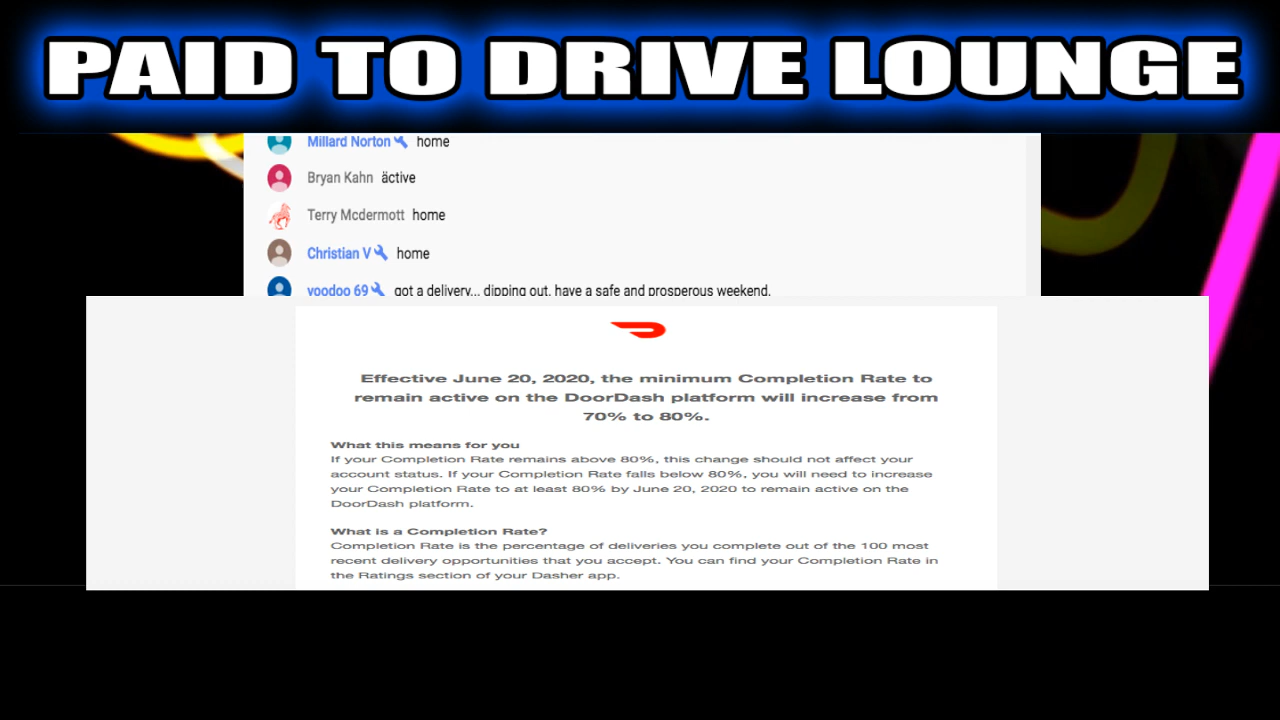 PAID TO DRIVE LOUNGE
Millard Norton home
Bryan Kahn äctive
Terry Mcdermott home
Christian V home
voodoo 69 got a delivery... dipping out. have a safe and prosperous weekend.
Effective June 20, 2020, the minimum Completion Rate to
remain active on the DoorDash platform will increase from
70% to 80%.
What this means for you
If your Completion Rate remains above 80%, this change should not affect your
account status. If your Completion Rate falls below 80%, you will need to increase
your Completion Rate to at least 80% by June 20, 2020 to remain active on the
DoorDash platform.
What is a Completion Rate?
Completion Rate is the percentage of deliveries you complete out of the 100 most
recent delivery opportunities that you accept. You can find your Completion Rate in
the Ratings section of your Dasher app.